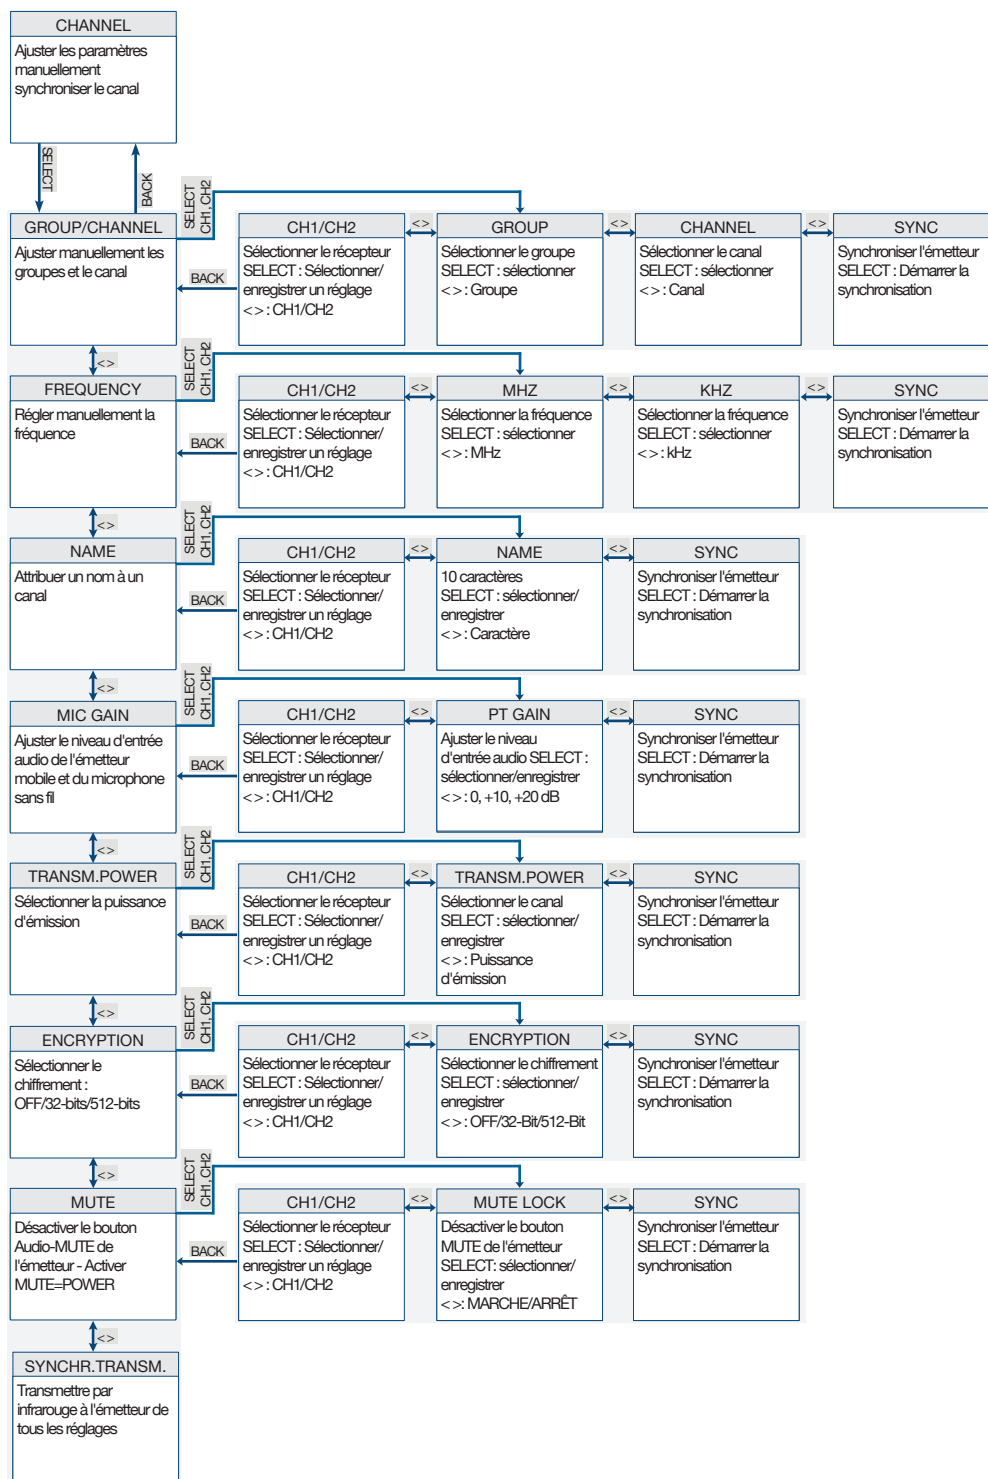 CHANNEL
Ajuster les paramètres
manuellement
synchroniser le canal
SELECT
BACK
SELECT
CH1, CH2
GROUP/CHANNEL
Ajuster manuellement les
groupes et le canal
BACK
CH1/CH2
Sélectionner le récepteur
SELECT : Sélectionner/
enregistrer un réglage
<> : CH1/CH2
<>
GROUP
Sélectionner le groupe
SELECT : sélectionner
<> : Groupe
<>
CHANNEL
Sélectionner le canal
SELECT : sélectionner
<> : Canal
<>
SYNC
Synchroniser l'émetteur
SELECT : Démarrer la
synchronisation
<>
SELECT
CH1, CH2
FREQUENCY
Régler manuellement la
fréquence
BACK
CH1/CH2
Sélectionner le récepteur
SELECT : Sélectionner/
enregistrer un réglage
<> : CH1/CH2
<>
MHZ
Sélectionner la fréquence
SELECT : sélectionner
<> : MHz
<>
KHZ
Sélectionner la fréquence
SELECT : sélectionner
<> : kHz
<>
SYNC
Synchroniser l'émetteur
SELECT : Démarrer la
synchronisation
<>
SELECT
CH1, CH2
NAME
Attribuer un nom à un
canal
BACK
CH1/CH2
Sélectionner le récepteur
SELECT : Sélectionner/
enregistrer un réglage
<> : CH1/CH2
<>
NAME
10 caractères
SELECT : sélectionner/
enregistrer
<> : Caractère
<>
SYNC
Synchroniser l'émetteur
SELECT : Démarrer la
synchronisation
<>
SELECT
CH1, CH2
MIC GAIN
Ajuster le niveau d'entrée
audio de l'émetteur
mobile et du microphone
sans fil
BACK
CH1/CH2
Sélectionner le récepteur
SELECT : Sélectionner/
enregistrer un réglage
<> : CH1/CH2
<>
PT GAIN
Ajuster le niveau
d'entrée audio SELECT :
sélectionner/enregistrer
<> : 0, +10, +20 dB
<>
SYNC
Synchroniser l'émetteur
SELECT : Démarrer la
synchronisation
<>
SELECT
CH1, CH2
TRANSM.POWER
Sélectionner la puissance
d'émission
BACK
CH1/CH2
Sélectionner le récepteur
SELECT : Sélectionner/
enregistrer un réglage
<> : CH1/CH2
<>
TRANSM.POWER
Sélectionner le canal
SELECT : sélectionner/
enregistrer
<> : Puissance
d'émission
<>
SYNC
Synchroniser l'émetteur
SELECT : Démarrer la
synchronisation
<>
SELECT
CH1, CH2
ENCRYPTION
Sélectionner le
chiffrement :
OFF/32-bits/512-bits
BACK
CH1/CH2
Sélectionner le récepteur
SELECT : Sélectionner/
enregistrer un réglage
<> : CH1/CH2
<>
ENCRYPTION
Sélectionner le chiffrement
SELECT : sélectionner/
enregistrer
<> : OFF/32-Bit/512-Bit
<>
SYNC
Synchroniser l'émetteur
SELECT : Démarrer la
synchronisation
<>
SELECT
CH1, CH2
MUTE
Désactiver le bouton
Audio-MUTE de
l'émetteur - Activer
MUTE=POWER
BACK
CH1/CH2
Sélectionner le récepteur
SELECT : Sélectionner/
enregistrer un réglage
<> : CH1/CH2
<>
MUTE LOCK
Désactiver le bouton
MUTE de l'émetteur
SELECT: sélectionner/
enregistrer
<>: MARCHE/ARRÊT
<>
SYNC
Synchroniser l'émetteur
SELECT : Démarrer la
synchronisation
<>
SYNCHR.TRANSM.
Transmettre par
infrarouge à l'émetteur de
tous les réglages